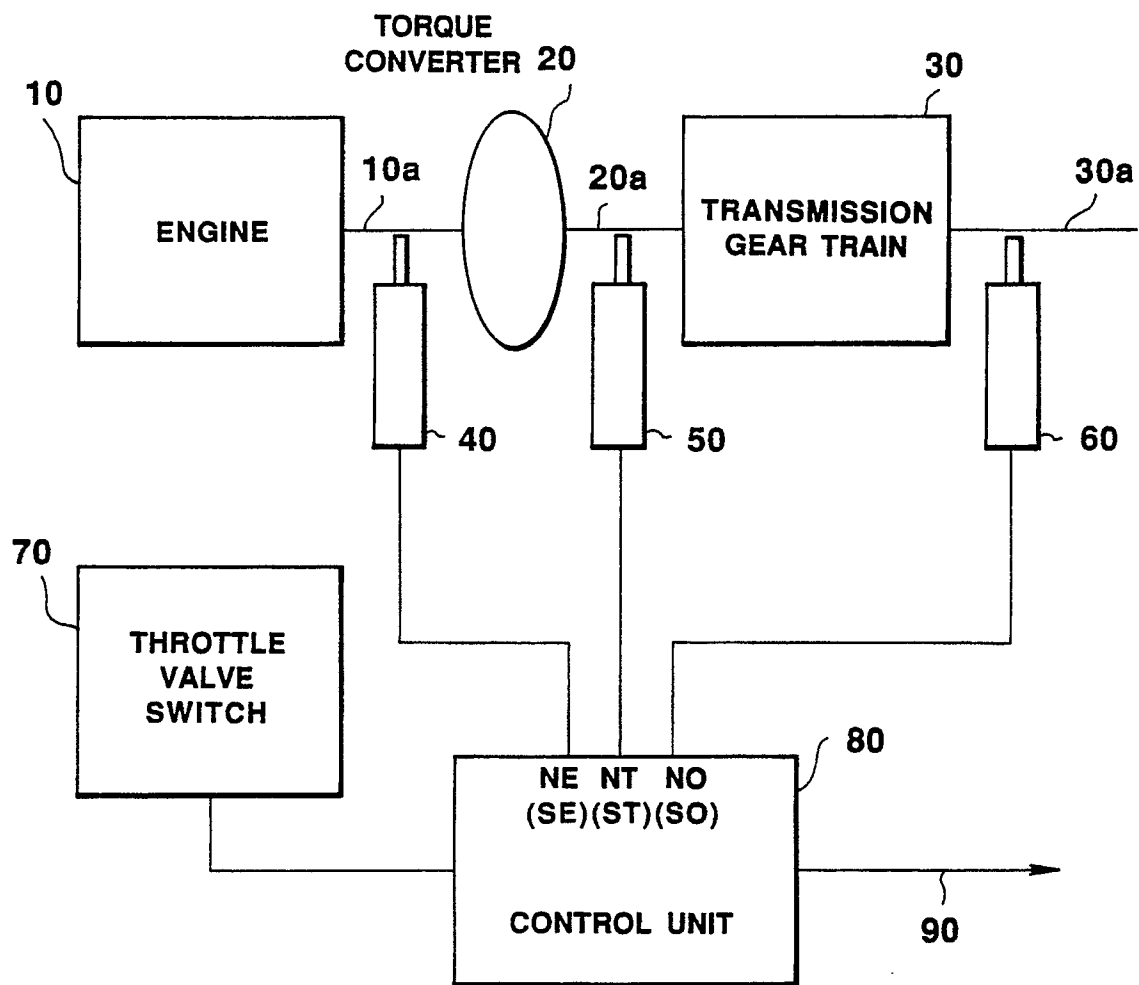 TORQUE
CONVERTER 20
10
30
10a
20a
30a
ENGINE
TRANSMISSION
GEAR TRAIN
40
50
60
70
THROTTLE
VALVE
SWITCH
80
NE NT NO
(SE)(ST)(SO)
CONTROL UNIT
90